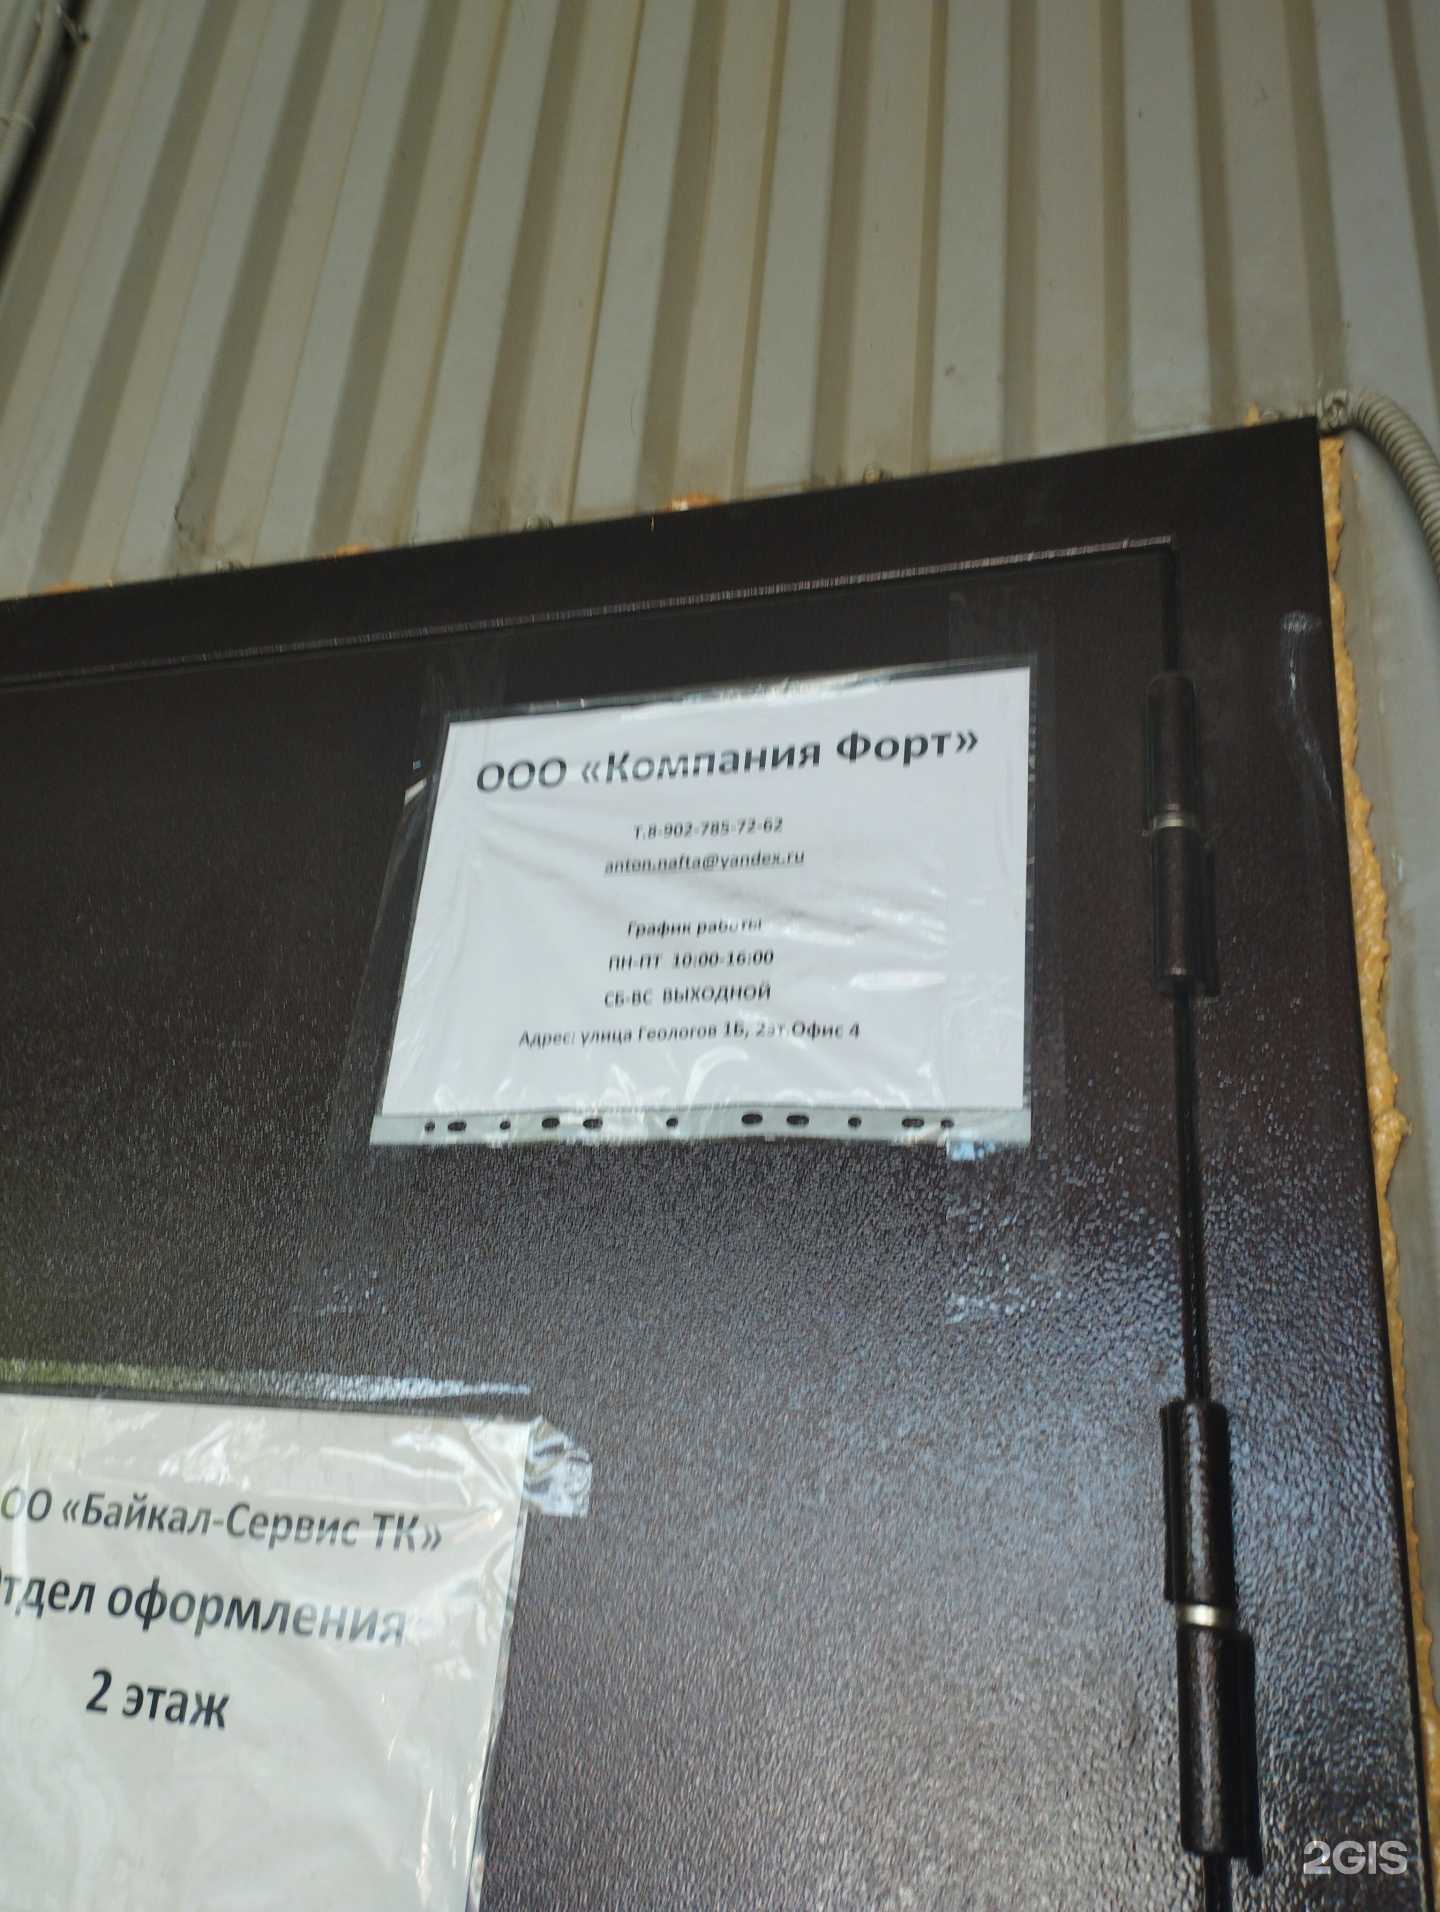 ООО «Компания Форт»
Т.8-902-785-72-62
anton.nafta@yandex.ru
График работы
ПН-ПТ 10:00-16:00
СБ-ВС ВЫХОДНОЙ
Адрес: улица Геологов 1Б, 2эт.Офис 4
ОО «Байкал-Сервис ТК»
тдел оформления
2 этаж
2GIS